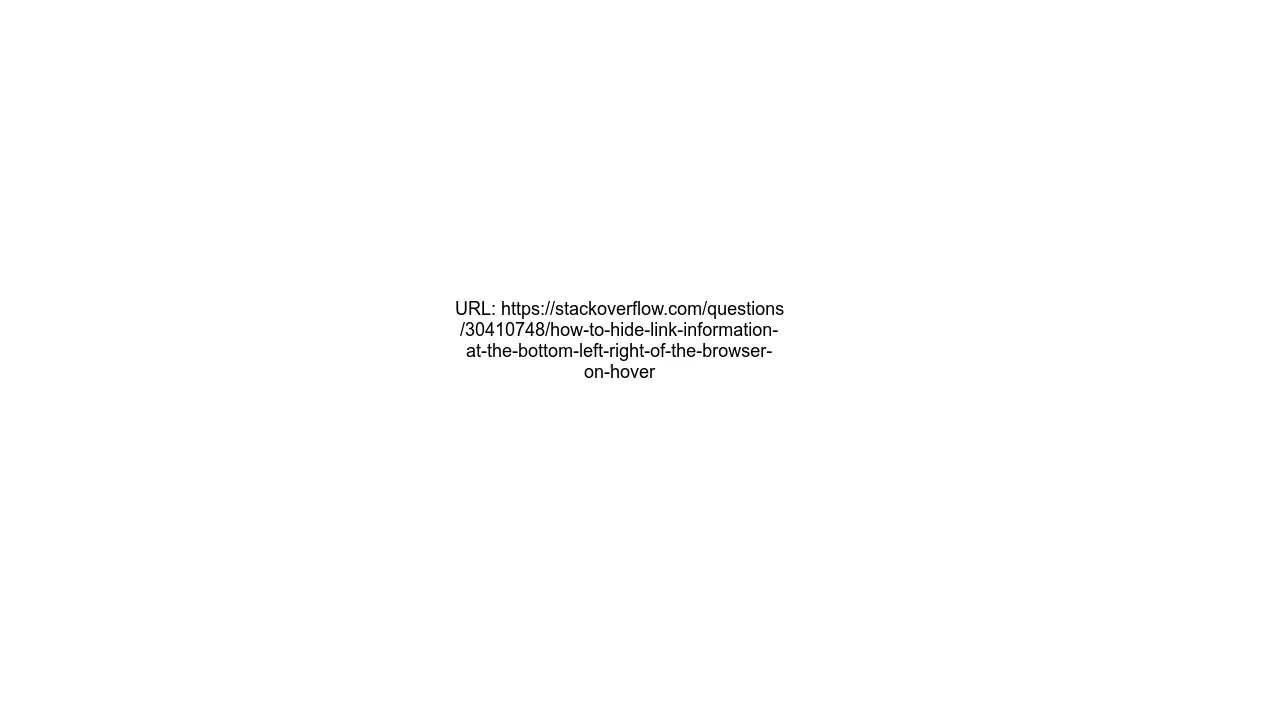 URL: https://stackoverflow.com/questions
/30410748/how-to-hide-link-information-
at-the-bottom-left-right-of-the-browser-
on-hover